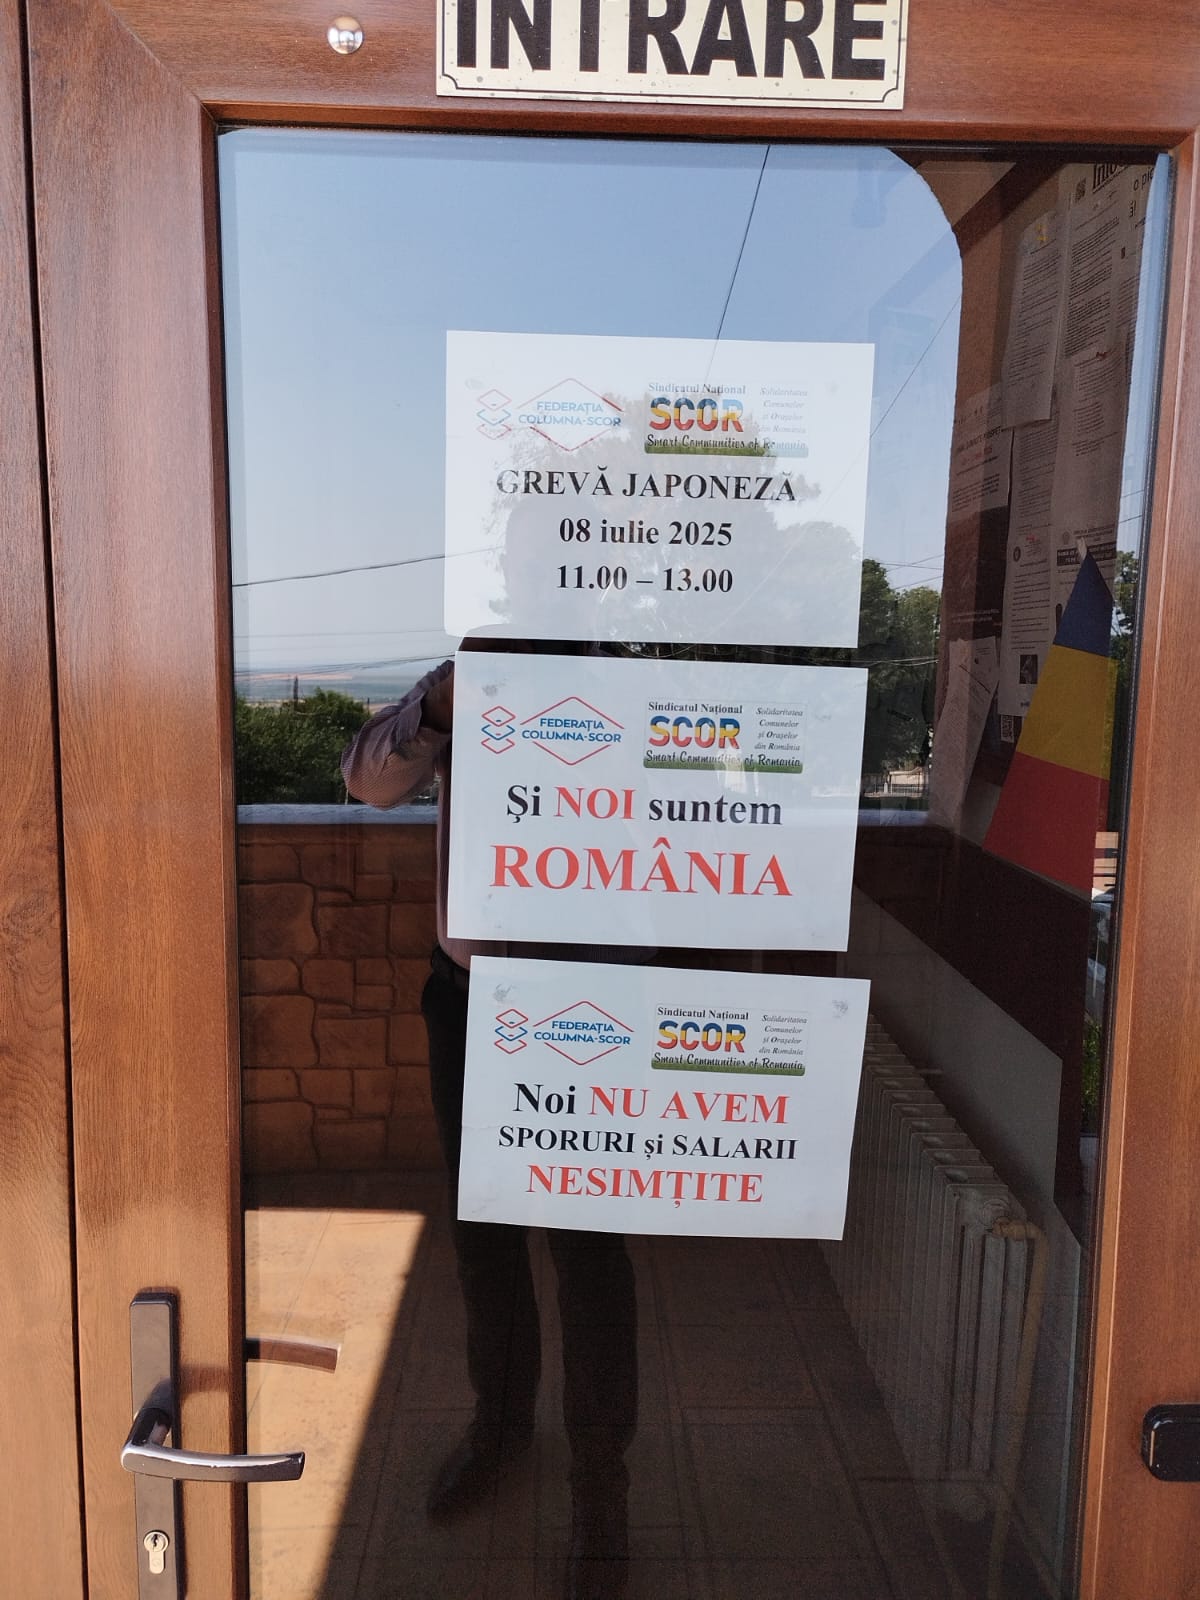 INTRARE
FEDERAȚIA
COLUMNA-SCOR
Sindicatul Național
SCOR
Smart Communities of Romania
Solidaritatea
Comunelor
și Orașelor
din România
GREVĂ JAPONEZĂ
08 iulie 2025
11.00 – 13.00
FEDERAȚIA
COLUMNA-SCOR
Sindicatul Național
SCOR
Smart Communities of Romania
Solidaritatea
Comunelor
și Orașelor
din România
Și NOI suntem
ROMÂNIA
FEDERAȚIA
COLUMNA-SCOR
Sindicatul Național
SCOR
Smart Communities of Romania
Solidaritatea
Comunelor
și Orașelor
din România
Noi NU AVEM
SPORURI și SALARII
NESIMȚITE